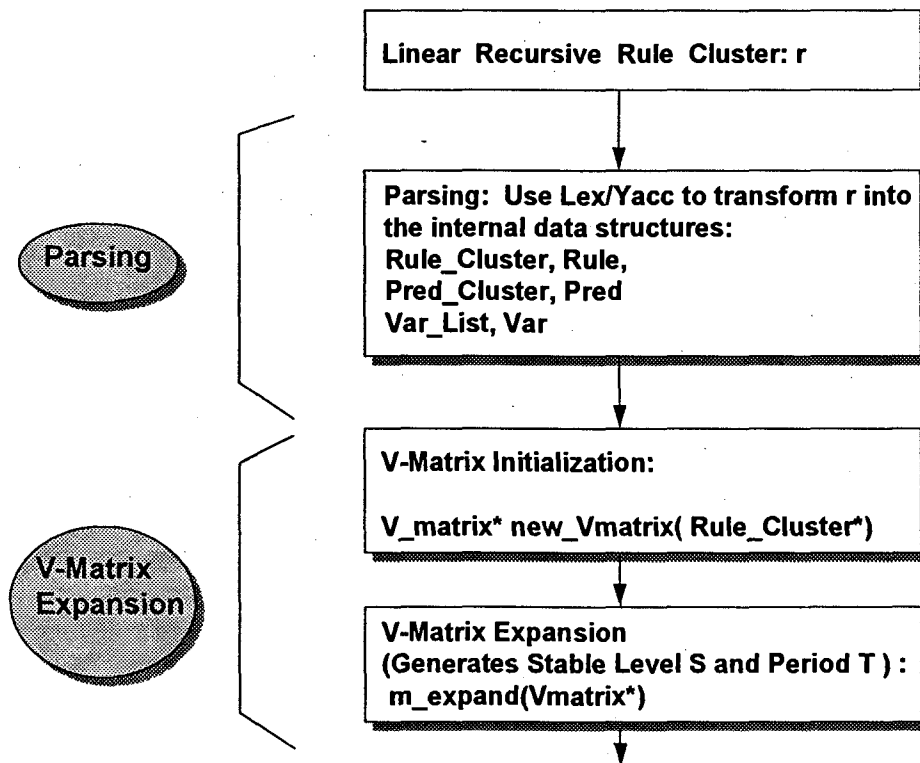 Linear Recursive Rule Cluster: r
Parsing
Parsing: Use Lex/Yacc to transform r into
the internal data structures:
Rule_Cluster, Rule,
Pred_Cluster, Pred
Var_List, Var
V-Matrix
Expansion
V-Matrix Initialization:
V_matrix* new_Vmatrix( Rule_Cluster*)
V-Matrix Expansion
(Generates Stable Level S and Period T ) :
m_expand(Vmatrix*)